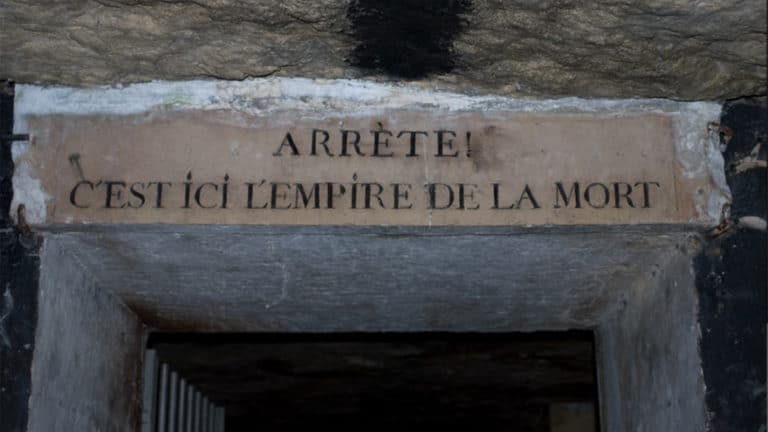 ARRÈTE!
C'EST ICI L'EMPIRE DE LA MORT